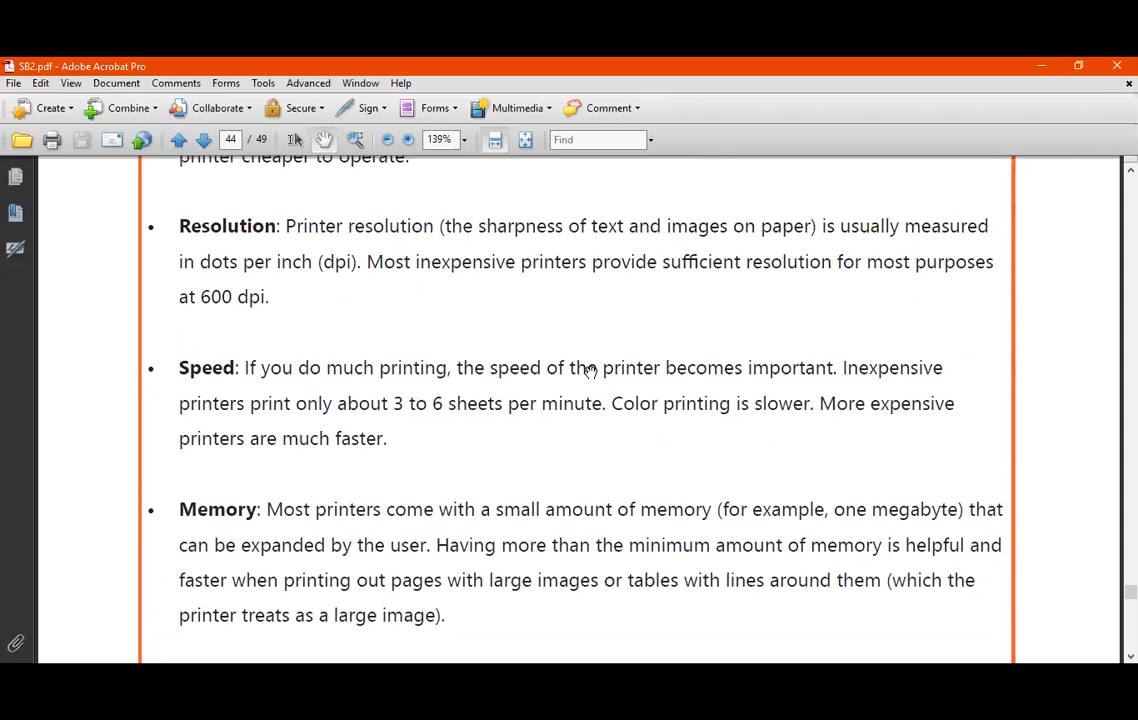 SB2.pdf - Adobe Acrobat Pro
File Edit View Document Comments Forms Tools Advanced Window Help
Create Combine Collaborate Secure Sign Forms Multimedia Comment
44 / 49 139% Find
printer cheaper to operate.
• Resolution: Printer resolution (the sharpness of text and images on paper) is usually measured
in dots per inch (dpi). Most inexpensive printers provide sufficient resolution for most purposes
at 600 dpi.
• Speed: If you do much printing, the speed of the printer becomes important. Inexpensive
printers print only about 3 to 6 sheets per minute. Color printing is slower. More expensive
printers are much faster.
• Memory: Most printers come with a small amount of memory (for example, one megabyte) that
can be expanded by the user. Having more than the minimum amount of memory is helpful and
faster when printing out pages with large images or tables with lines around them (which the
printer treats as a large image).